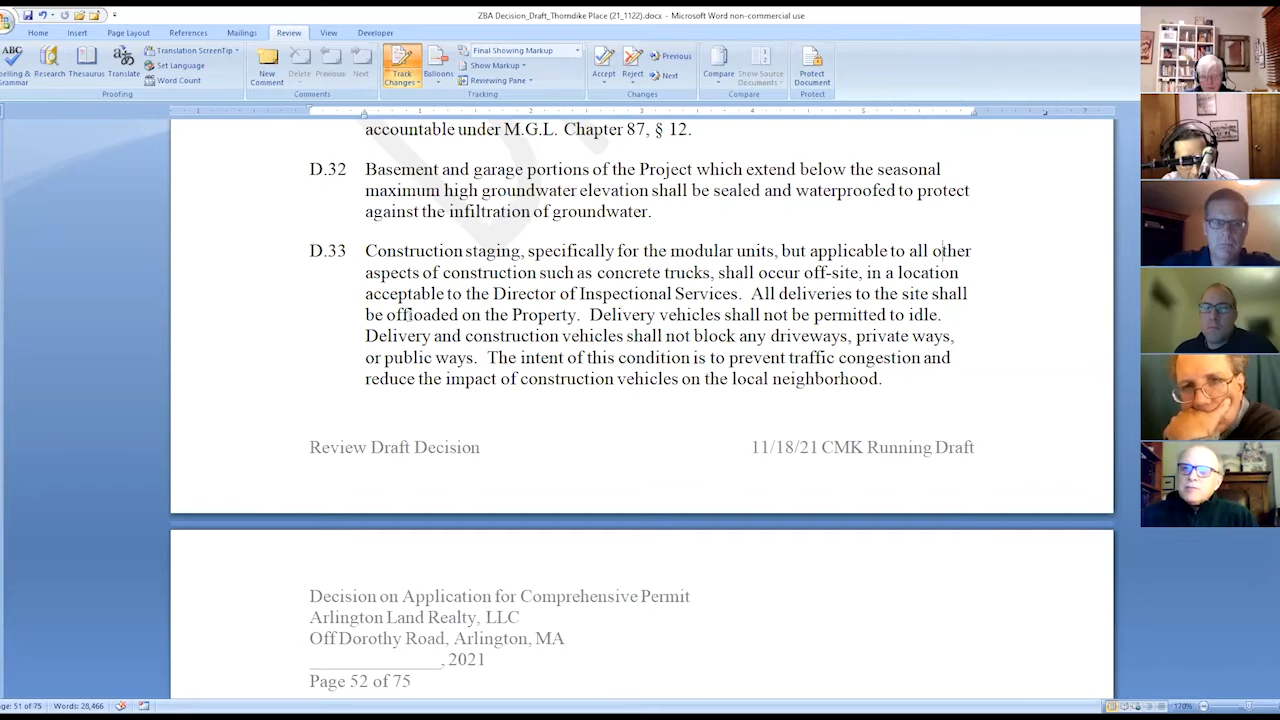 ZBA Decision_Draft_Thorndike Place (21_1122).docx - Microsoft Word non-commercial use
Home Insert Page Layout References Mailings Review View Developer
ABC
Spelling & Grammar
Research
Thesaurus
Translate
Translation ScreenTip
Set Language
Word Count
Proofing
New Comment
Delete
Previous
Next
Comments
Track Changes
Balloons
Final Showing Markup
Show Markup
Reviewing Pane
Tracking
Accept
Reject
Previous
Next
Changes
Compare
Show Source Documents
Compare
Protect Document
Protect
accountable under M.G.L. Chapter 87, § 12.
D.32 Basement and garage portions of the Project which extend below the seasonal
maximum high groundwater elevation shall be sealed and waterproofed to protect
against the infiltration of groundwater.
D.33 Construction staging, specifically for the modular units, but applicable to all other
aspects of construction such as concrete trucks, shall occur off-site, in a location
acceptable to the Director of Inspectional Services. All deliveries to the site shall
be offloaded on the Property. Delivery vehicles shall not be permitted to idle.
Delivery and construction vehicles shall not block any driveways, private ways,
or public ways. The intent of this condition is to prevent traffic congestion and
reduce the impact of construction vehicles on the local neighborhood.
Review Draft Decision 11/18/21 CMK Running Draft
Decision on Application for Comprehensive Permit
Arlington Land Realty, LLC
Off Dorothy Road, Arlington, MA
______________, 2021
Page 52 of 75
Page: 51 of 75 Words: 28,466 170%